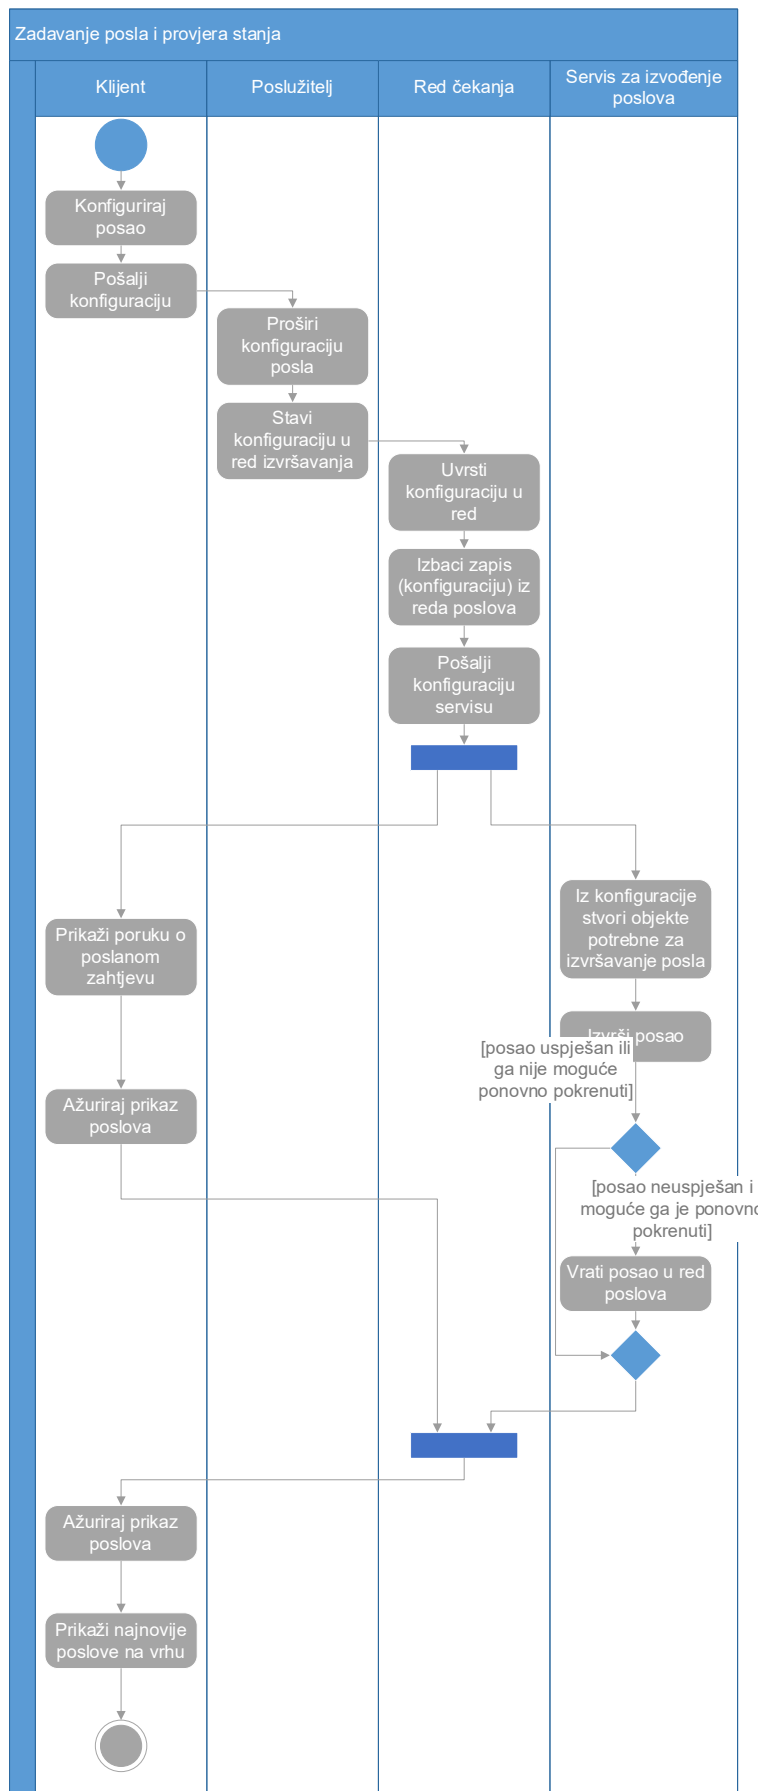 Zadavanje posla i provjera stanja
Klijent
Poslužitelj
Red čekanja
Servis za izvođenje
poslova
Konfiguriraj
posao
Pošalji
konfiguraciju
Proširi
konfiguraciju
posla
Stavi
konfiguraciju u
red izvršavanja
Uvrsti
konfiguraciju u
red
Izbaci zapis
(konfiguraciju) iz
reda poslova
Pošalji
konfiguraciju
servisu
Iz konfiguracije
stvori objekte
potrebne za
izvršavanje posla
Prikaži poruku o
poslanom
zahtjevu
Izvrši posao
[posao uspješan ili
ga nije moguće
ponovno pokrenuti]
Ažuriraj prikaz
poslova
[posao neuspješan i
moguće ga je ponovno
pokrenuti]
Vrati posao u red
poslova
Ažuriraj prikaz
poslova
Prikaži najnovije
poslove na vrhu